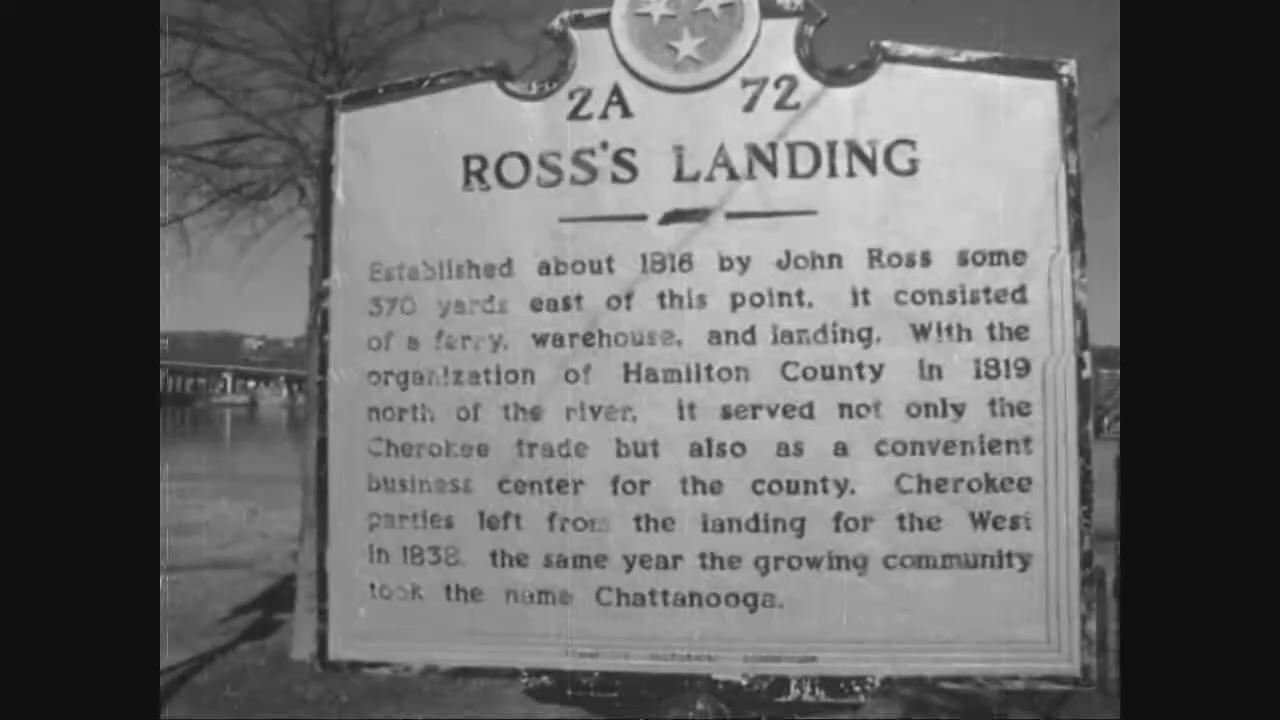 2A 72
ROSS'S LANDING
Established about 1816 by John Ross some
370 yards east of this point, it consisted
of a ferry, warehouse, and landing. With the
organization of Hamilton County in 1819
north of the river, it served not only the
Cherokee trade but also as a convenient
business center for the county. Cherokee
parties left from the landing for the West
in 1838, the same year the growing community
took the name Chattanooga.